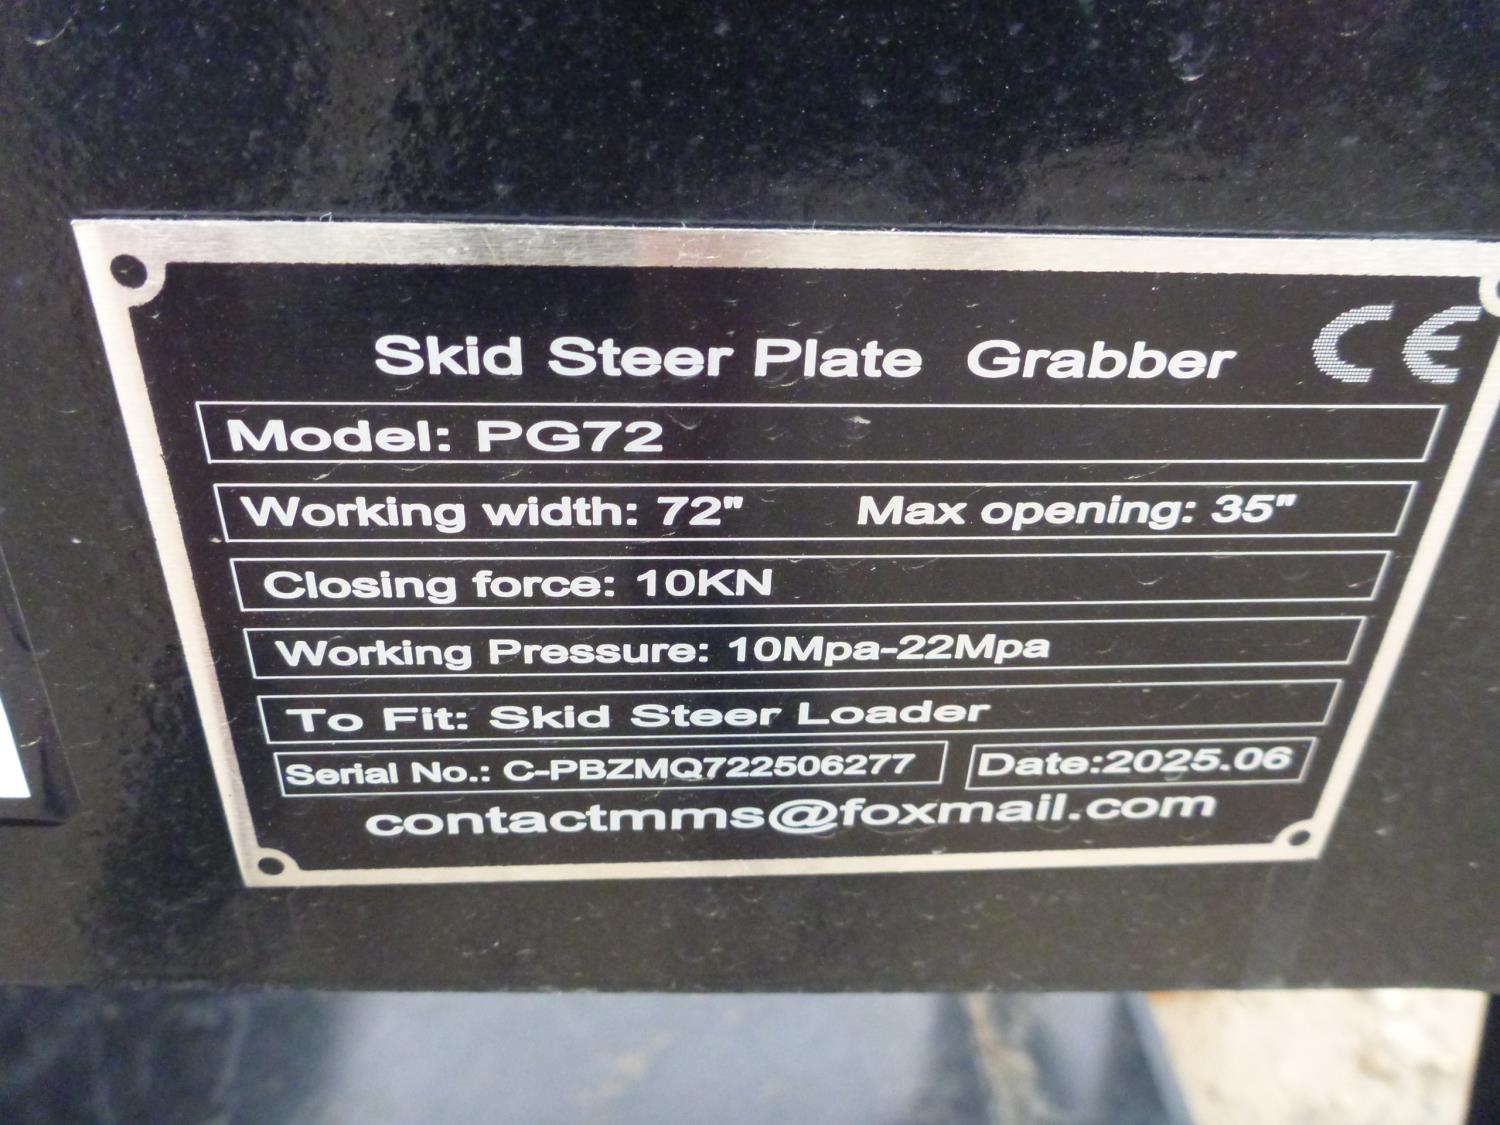 Skid Steer Plate Grabber CE
Model: PG72
Working width: 72" Max opening: 35"
Closing force: 10KN
Working Pressure: 10Mpa-22Mpa
To Fit: Skid Steer Loader
Serial No.: C-PBZMQ722506277 Date:2025.06
contactmms@foxmail.com